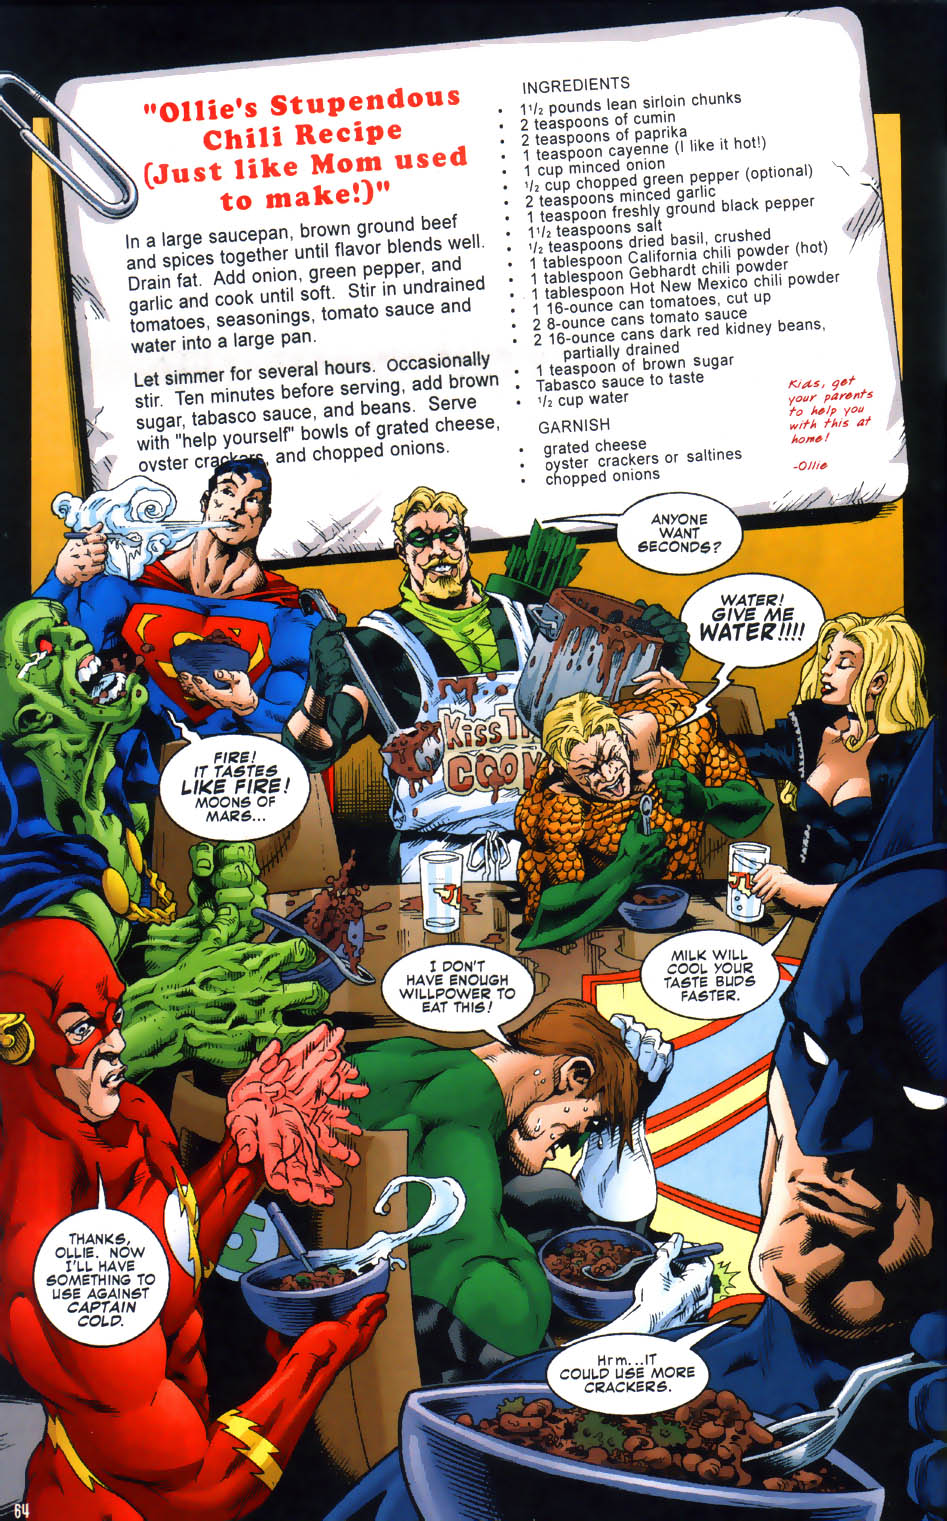 "Ollie's Stupendous
Chili Recipe
(Just like Mom used
to make!)"
In a large saucepan, brown ground beef
and spices together until flavor blends well.
Drain fat. Add onion, green pepper, and
garlic and cook until soft. Stir in undrained
tomatoes, seasonings, tomato sauce and
water into a large pan.
Let simmer for several hours. Occasionally
stir. Ten minutes before serving, add brown
sugar, tabasco sauce, and beans. Serve
with "help yourself" bowls of grated cheese,
oyster crackers, and chopped onions.
INGREDIENTS
• 1 1/2 pounds lean sirloin chunks
• 2 teaspoons of cumin
• 2 teaspoons of paprika
• 1 teaspoon cayenne (I like it hot!)
• 1 cup minced onion
• 1/2 cup chopped green pepper (optional)
• 2 teaspoons minced garlic
• 1 teaspoon freshly ground black pepper
• 1 1/2 teaspoons salt
• 1/2 teaspoons dried basil, crushed
• 1 tablespoon California chili powder (hot)
• 1 tablespoon Gebhardt chili powder
• 1 tablespoon Hot New Mexico chili powder
• 1 16-ounce can tomatoes, cut up
• 2 8-ounce cans tomato sauce
• 2 16-ounce cans dark red kidney beans,
partially drained
• 1 teaspoon of brown sugar
• Tabasco sauce to taste
• 1/2 cup water
GARNISH
• grated cheese
• oyster crackers or saltines
• chopped onions
Kids, get
your parents
to help you
with this at
home!
-Ollie
ANYONE
WANT
SECONDS?
WATER!
GIVE ME
WATER!!!!
Kiss T
COO
FIRE!
IT TASTES
LIKE FIRE!
MOONS OF
MARS...
JL
JL
MILK WILL
COOL YOUR
TASTE BUDS
FASTER.
I DON'T
HAVE ENOUGH
WILLPOWER TO
EAT THIS!
THANKS,
OLLIE. NOW
I'LL HAVE
SOMETHING TO
USE AGAINST
CAPTAIN
COLD.
Hrm...IT
COULD USE MORE
CRACKERS.
64